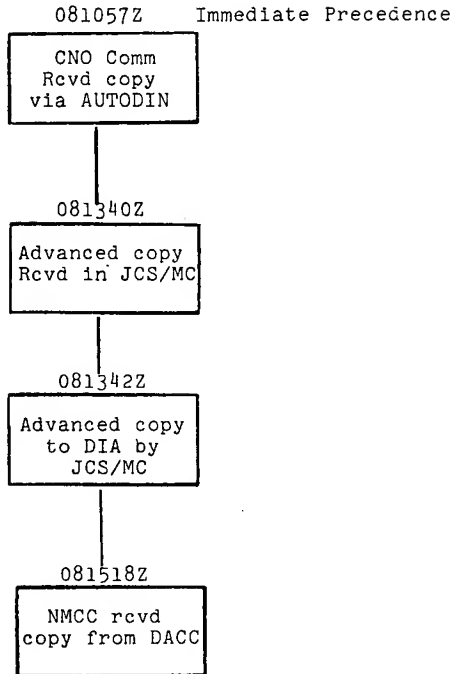 081057Z Immediate Precedence
CNO Comm
Rcvd copy
via AUTODIN
081340Z
Advanced copy
Rcvd in JCS/MC
081342Z
Advanced copy
to DIA by
JCS/MC
081518Z
NMCC rcvd
copy from DACC